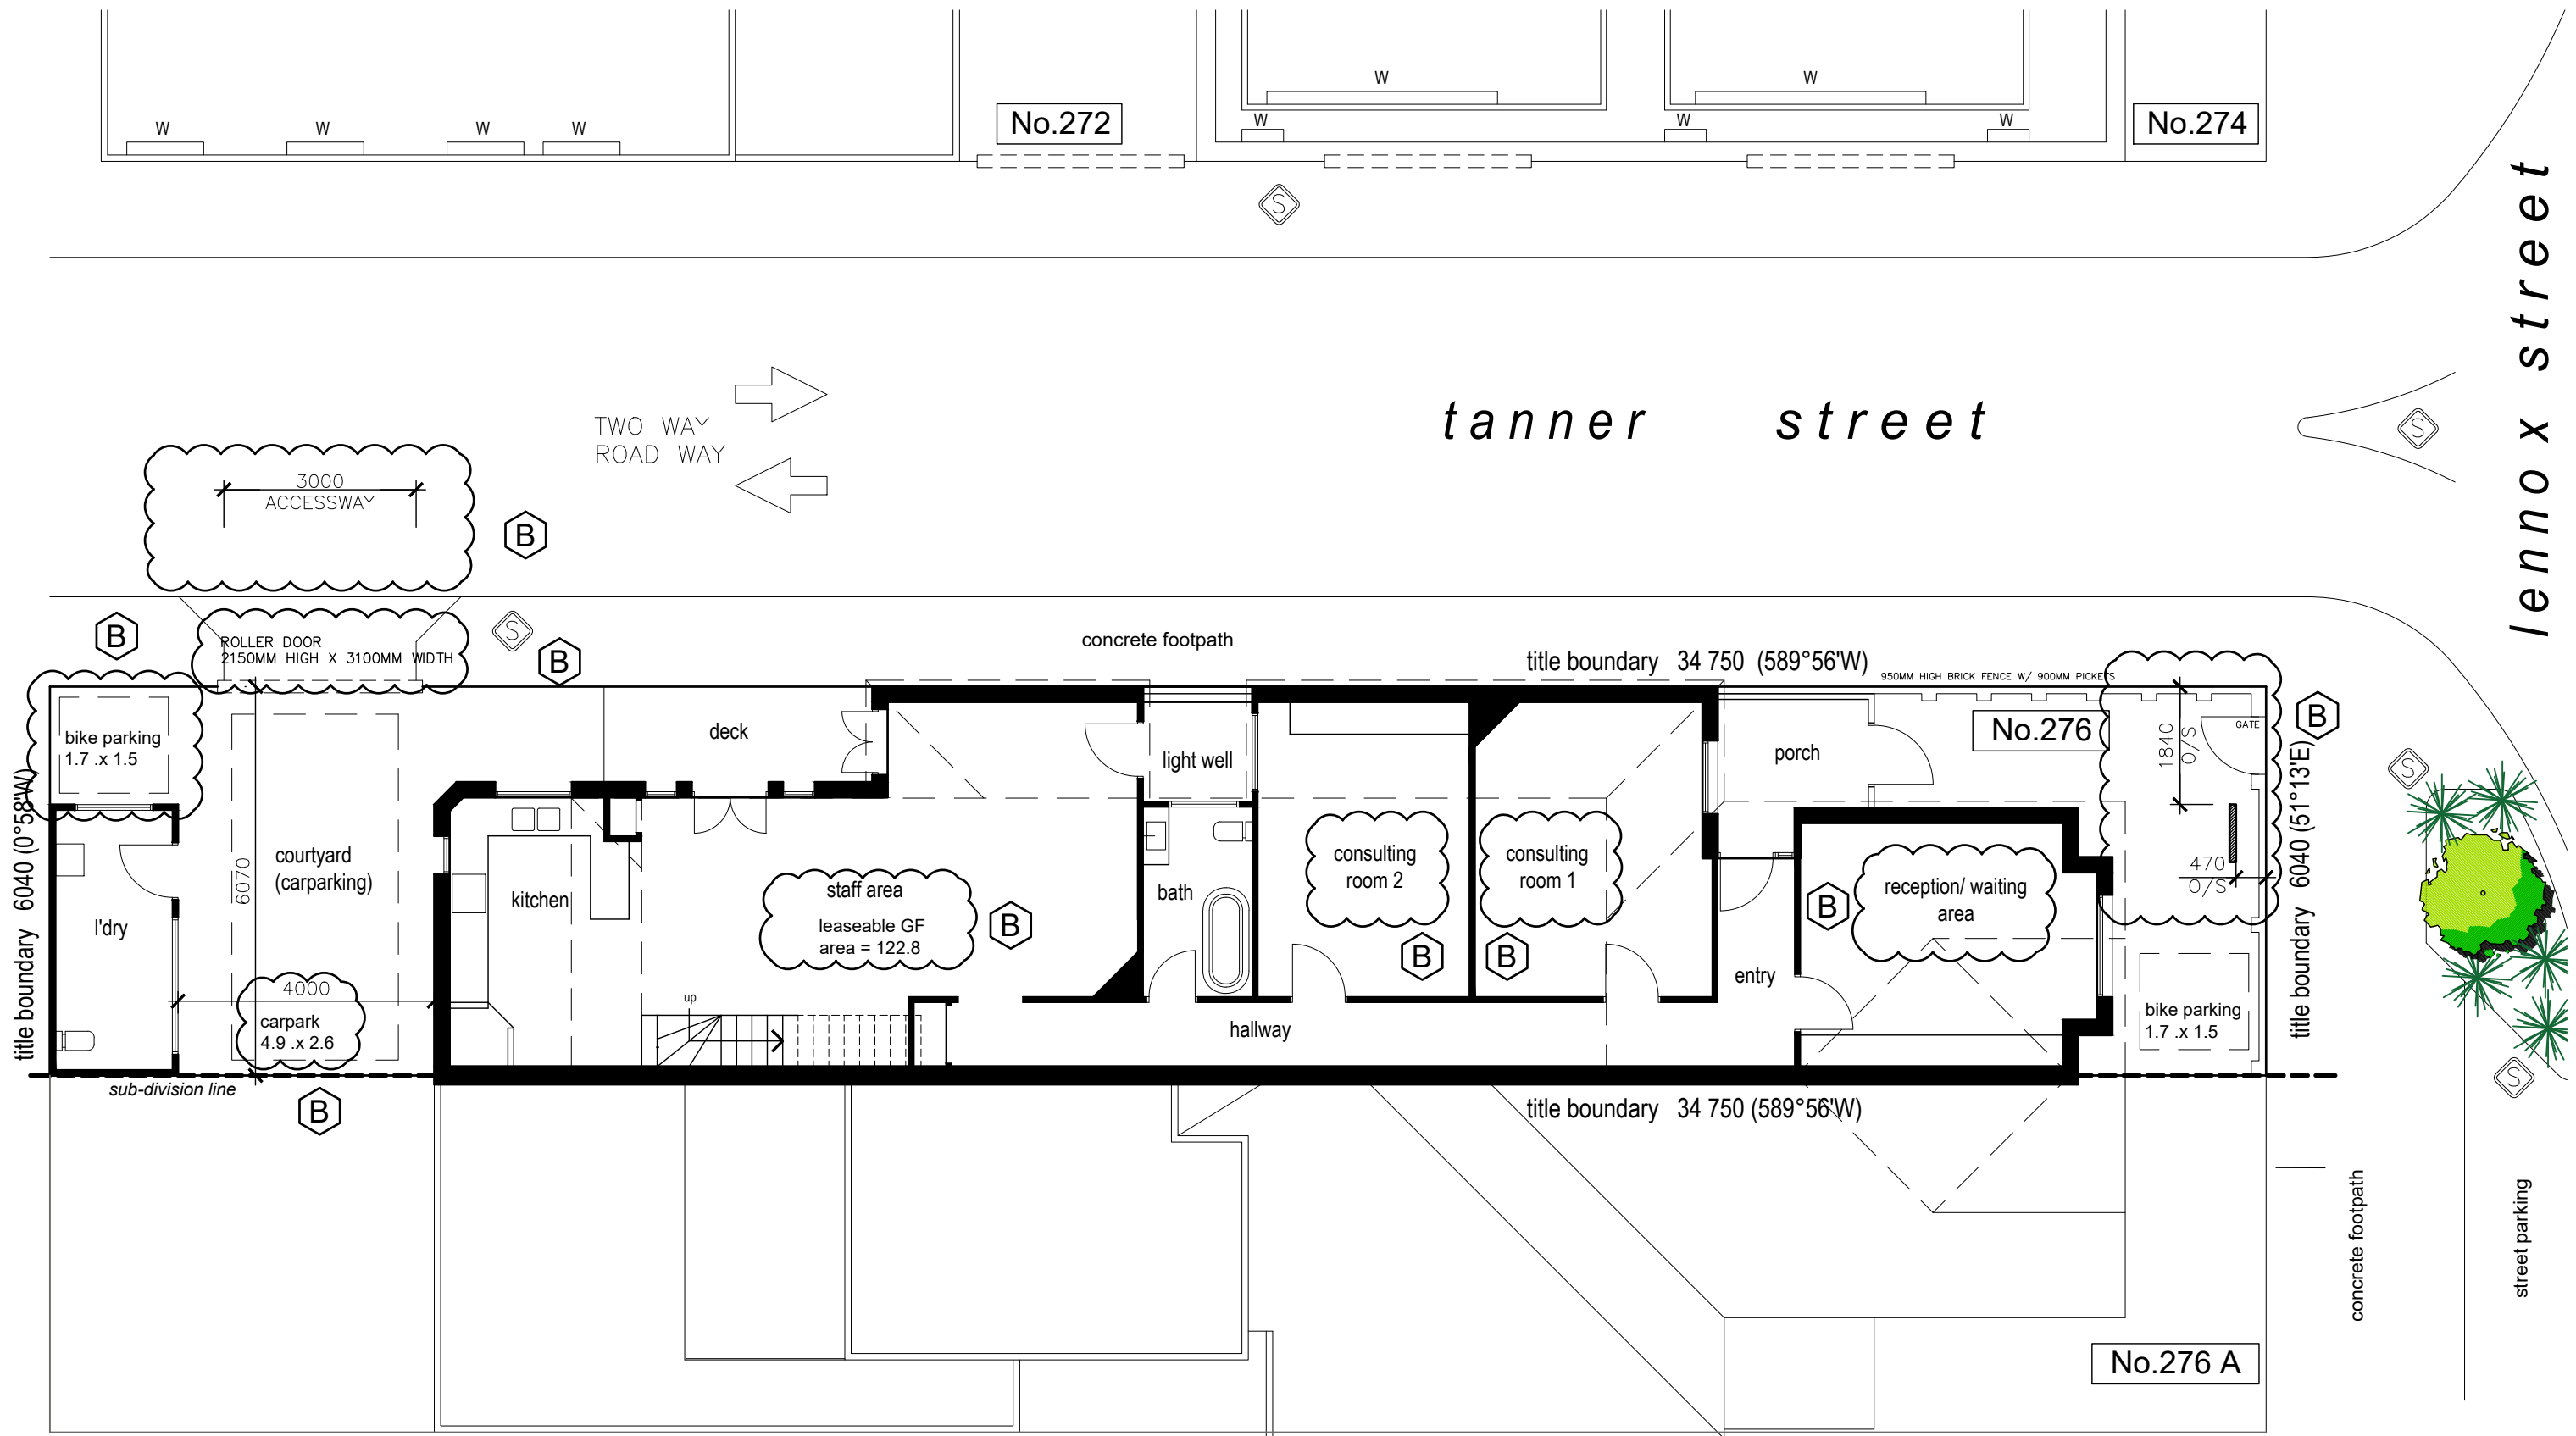 W
W
W
W
W
W
W
W
W
No.272
No.274
S
lennox street
tanner street
S
TWO WAY
ROAD WAY
3000
ACCESSWAY
B
B
ROLLER DOOR
2150MM HIGH X 3100MM WIDTH
S
B
concrete footpath
title boundary 34 750 (589°56'W)
950MM HIGH BRICK FENCE W/ 900MM PICKETS
B
bike parking
1.7 .x 1.5
deck
light well
porch
No.276
GATE
1840
O/S
S
title boundary 6040 (0°58'W)
title boundary 6040 (51°13'E)
courtyard
(carparking)
6070
kitchen
staff area
leaseable GF
area = 122.8
B
bath
consulting
room 2
B
consulting
room 1
B
B
reception/ waiting
area
470
O/S
l'dry
entry
4000
carpark
4.9 .x 2.6
up
hallway
bike parking
1.7 .x 1.5
S
sub-division line
B
title boundary 34 750 (589°56'W)
concrete footpath
street parking
No.276 A